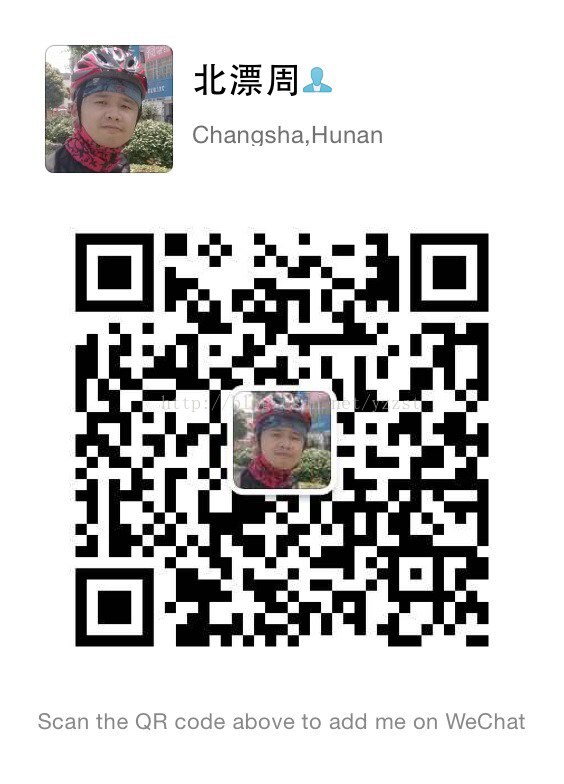 北漂周
Changsha,Hunan
Scan the QR code above to add me on WeChat